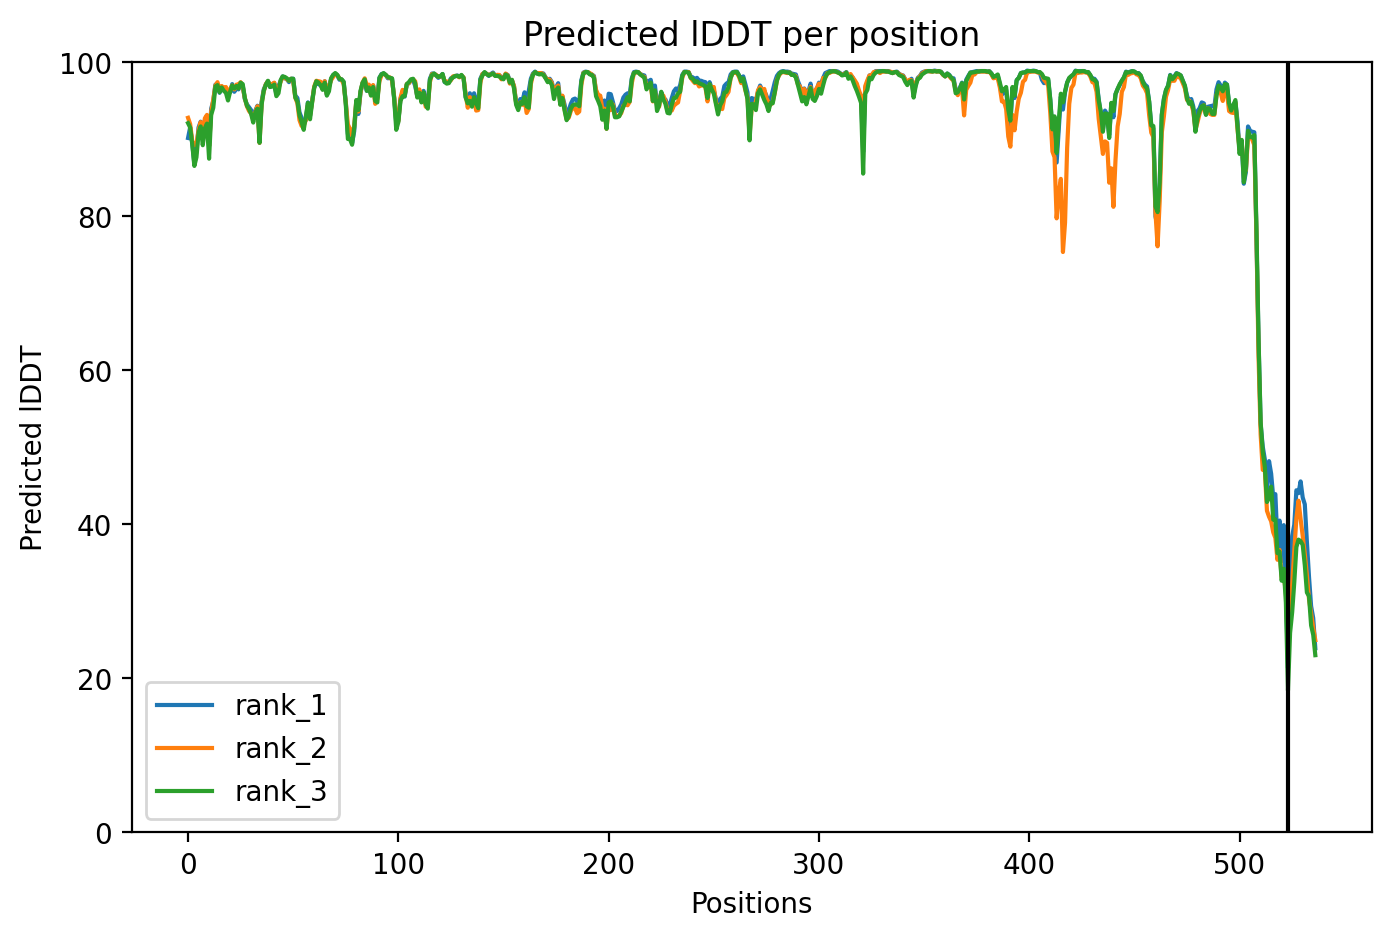 Predicted lDDT per position
100
80
60
40
20
0
Predicted lDDT
rank_1
rank_2
rank_3
0 100 200 300 400 500
Positions